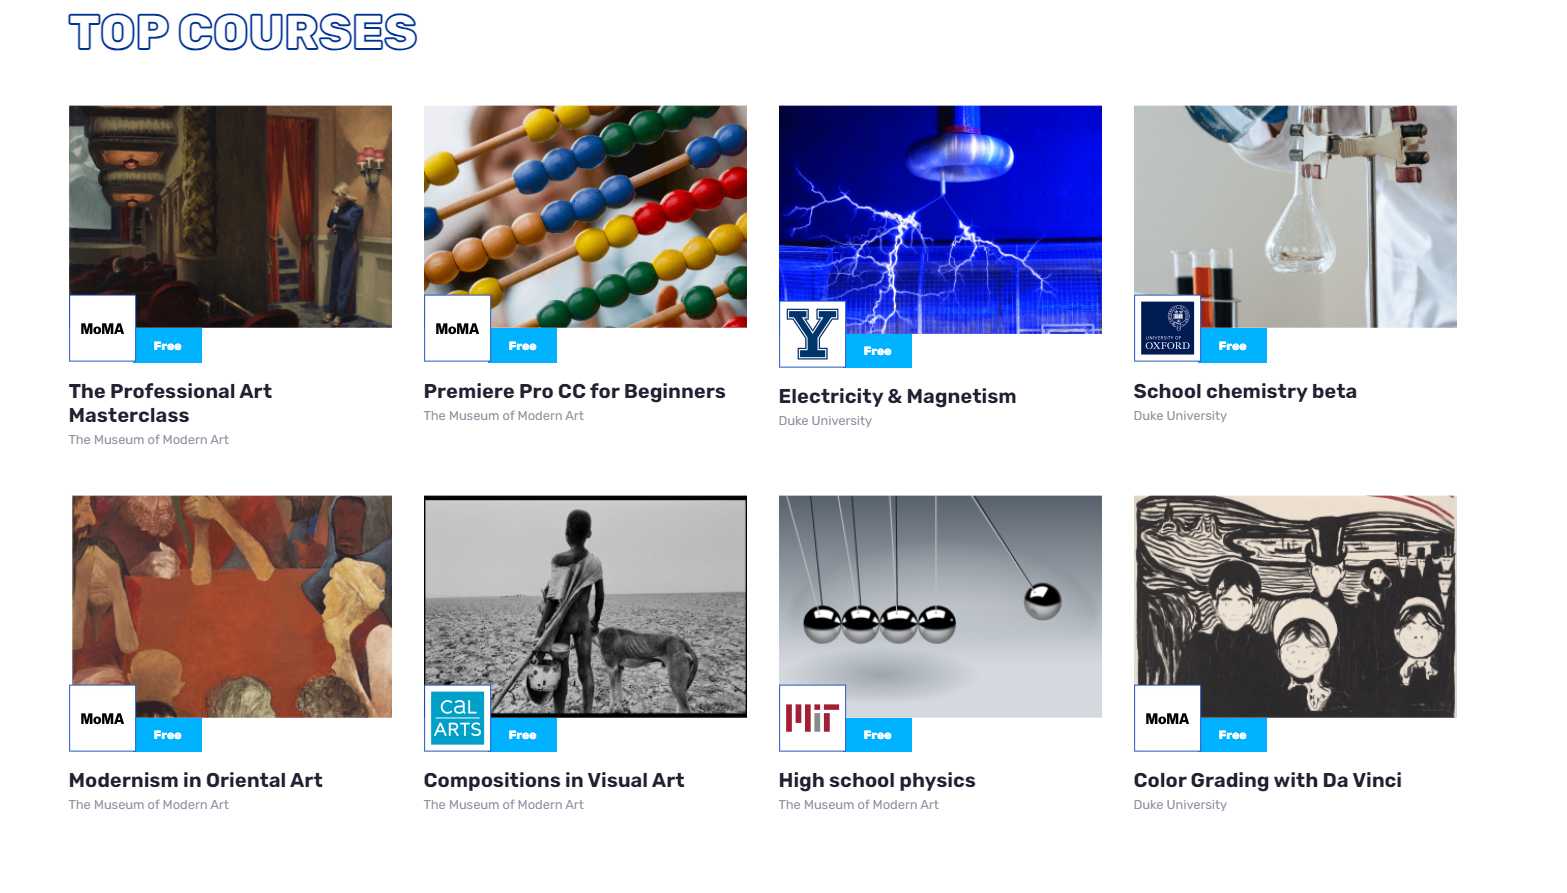 TOP COURSES
MoMA
Free
The Professional Art
Masterclass
The Museum of Modern Art
MoMA
Free
Premiere Pro CC for Beginners
The Museum of Modern Art
Y
Free
Electricity & Magnetism
Duke University
UNIVERSITY OF
OXFORD
Free
School chemistry beta
Duke University
MoMA
Free
Modernism in Oriental Art
The Museum of Modern Art
CaL
ARTS
Free
Compositions in Visual Art
The Museum of Modern Art
MIT
Free
High school physics
The Museum of Modern Art
MoMA
Free
Color Grading with Da Vinci
Duke University